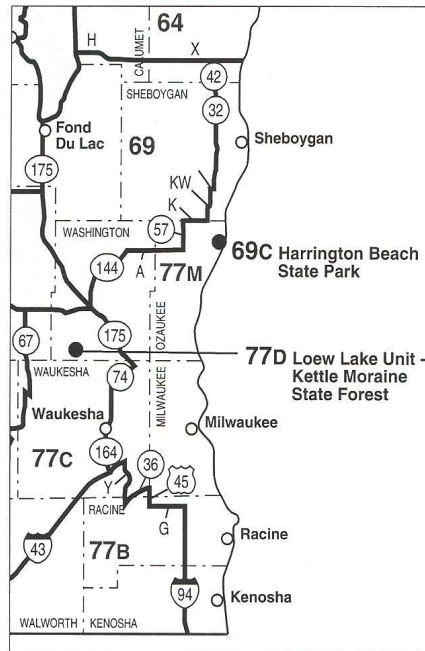 64
H
X
CALUMET
42
SHEBOYGAN
32
Fond
Du Lac
69
Sheboygan
175
KW
K
57
WASHINGTON
69C Harrington Beach
State Park
144
A
77M
OZAUKEE
67
175
77D Loew Lake Unit -
Kettle Moraine
State Forest
WAUKESHA
74
MILWAUKEE
Waukesha
Milwaukee
164
36
77C
Y
45
RACINE
G
Racine
43
77B
94
Kenosha
WALWORTH
KENOSHA